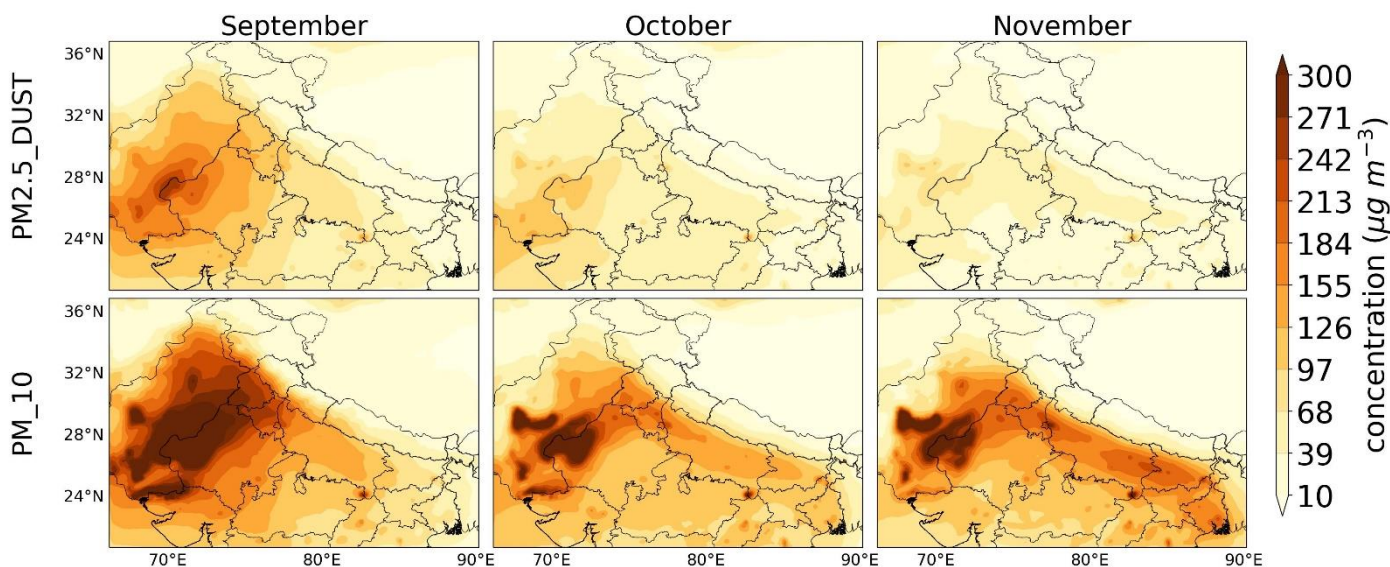 September October November
PM2.5_DUST
36°N
32°N
28°N
24°N
PM_10
36°N
32°N
28°N
24°N
70°E 80°E 90°E 70°E 80°E 90°E 70°E 80°E 90°E
300
271
242
213
184
155
126
97
68
39
10
concentration (μg m⁻³)